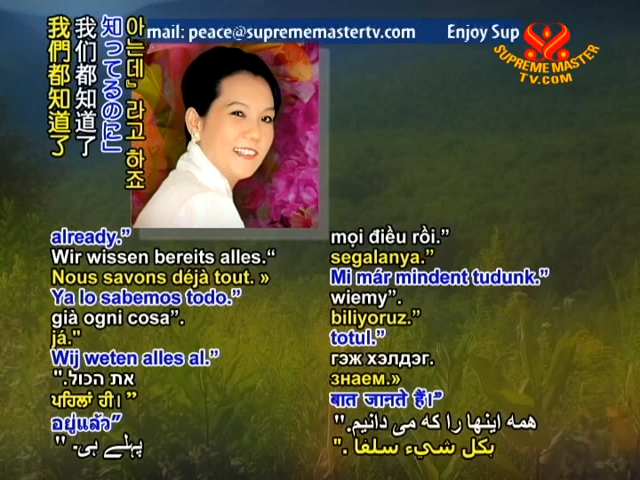 mail: peace@suprememastertv.com Enjoy Sup
SUPREME MASTER
TV.COM
我們都知道了
我们都知道了
知ってるのに」
아는데』라고 하죠
already.”
Wir wissen bereits alles.“
Nous savons déjà tout. »
Ya lo sabemos todo.”
già ogni cosa”.
já."
Wij weten alles al.”
את הכול."
ਪਹਿਲਾਂ ਹੀ। ”
อยู่แล้ว”
پہلے ہی۔ "
mọi điều rồi.”
segalanya.”
Mi már mindent tudunk.”
wiemy”.
biliyoruz.”
totul.”
гэж хэлдэг.
знаем.»
बात जानते हैं।”
همه اینها را که می دانیم."
بكل شيء سلفا ."